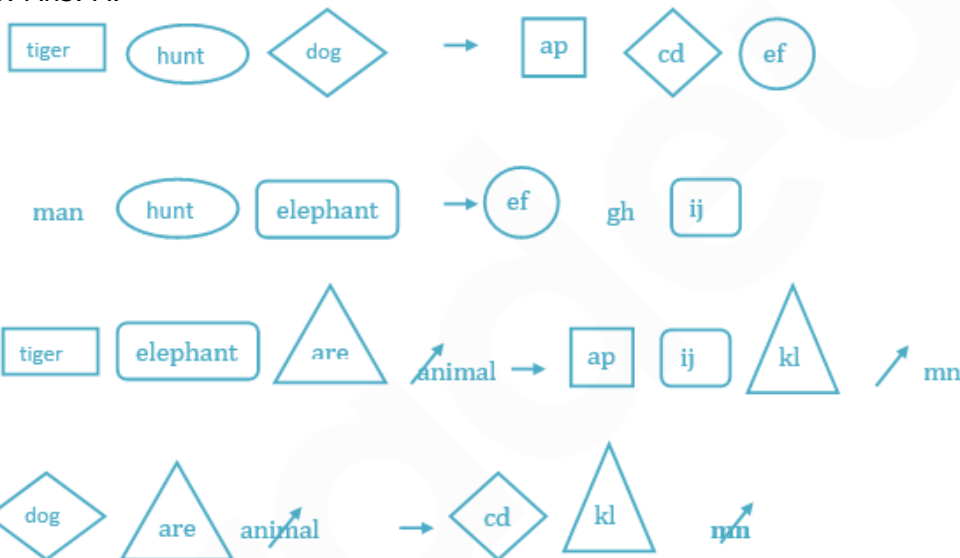 tiger hunt dog → ap cd ef
man hunt elephant → ef gh ij
tiger elephant are animal → ap ij kl mn
dog are animal → cd kl mn